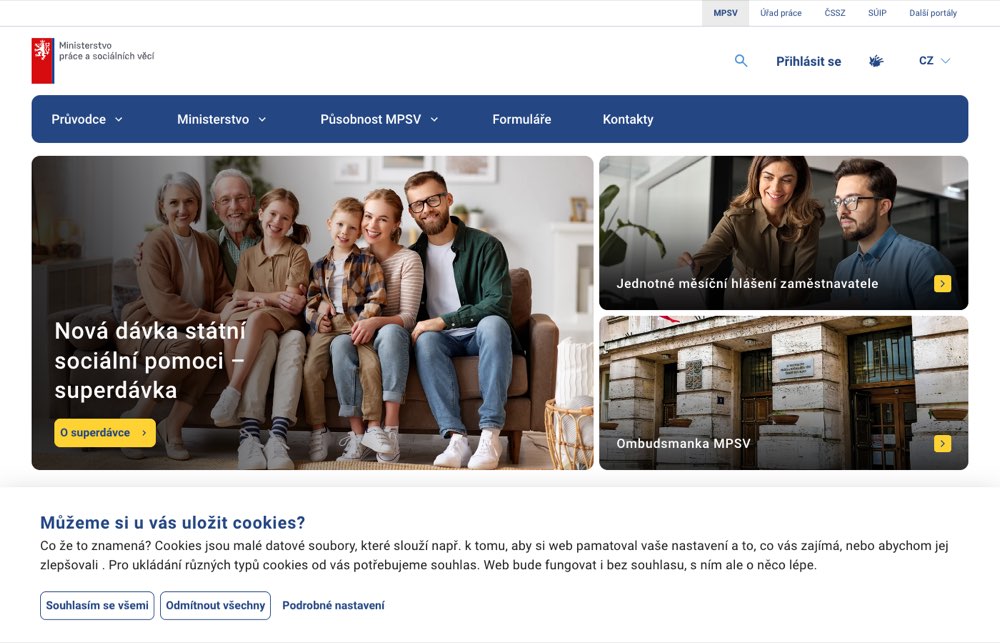 MPSV Úřad práce ČSSZ SÚIP Další portály
Ministerstvo
práce a sociálních věcí
Přihlásit se CZ
Průvodce Ministerstvo Působnost MPSV Formuláře Kontakty
Nová dávka státní
sociální pomoci –
superdávka
O superdávce
Jednotné měsíční hlášení zaměstnavatele
Ombudsmanka MPSV
Můžeme si u vás uložit cookies?
Co že to znamená? Cookies jsou malé datové soubory, které slouží např. k tomu, aby si web pamatoval vaše nastavení a to, co vás zajímá, nebo abychom jej
zlepšovali . Pro ukládání různých typů cookies od vás potřebujeme souhlas. Web bude fungovat i bez souhlasu, s ním ale o něco lépe.
Souhlasím se všemi Odmítnout všechny Podrobné nastavení